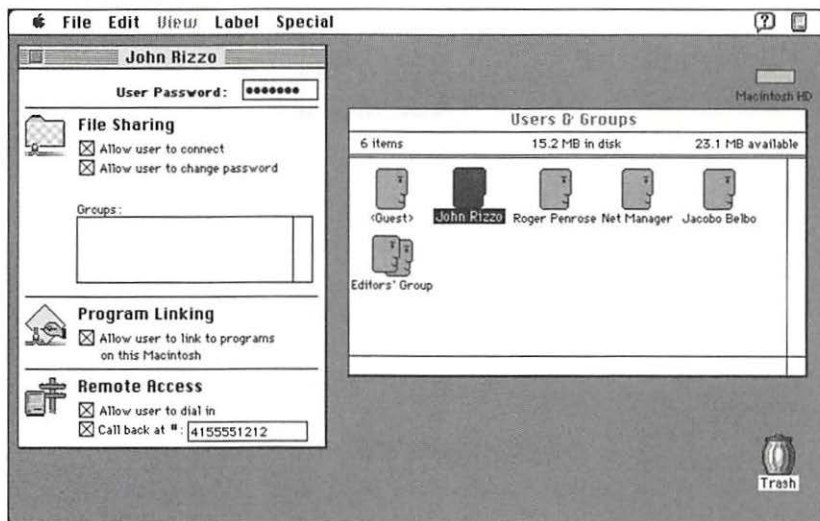 File Edit View Label Special
John Rizzo
User Password: •••••••
File Sharing
Allow user to connect
Allow user to change password
Groups:
Program Linking
Allow user to link to programs
on this Macintosh
Remote Access
Allow user to dial in
Call back at #: 4155551212
Macintosh HD
Users & Groups
6 items 15.2 MB in disk 23.1 MB available
<Guest> John Rizzo Roger Penrose Net Manager Jacobo Belbo
Editors' Group
Trash